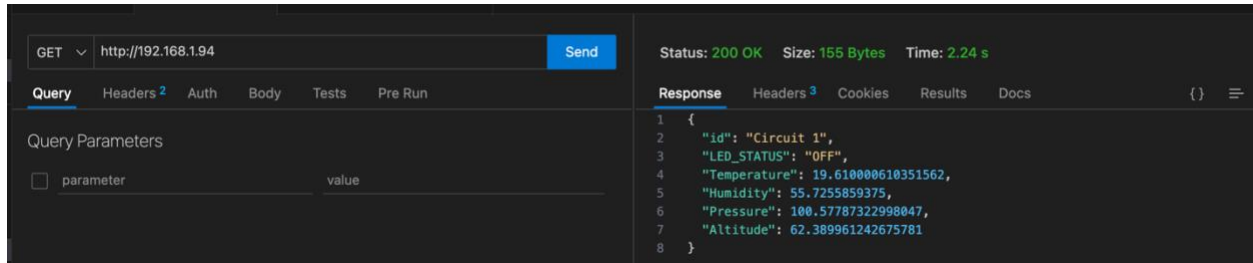 GET http://192.168.1.94 Send
Query Headers 2 Auth Body Tests Pre Run
Query Parameters
parameter value
Status: 200 OK Size: 155 Bytes Time: 2.24 s
Response Headers 3 Cookies Results Docs {}
1 {
2 "id": "Circuit 1",
3 "LED_STATUS": "OFF",
4 "Temperature": 19.610000610351562,
5 "Humidity": 55.7255859375,
6 "Pressure": 100.57787322998047,
7 "Altitude": 62.389961242675781
8 }